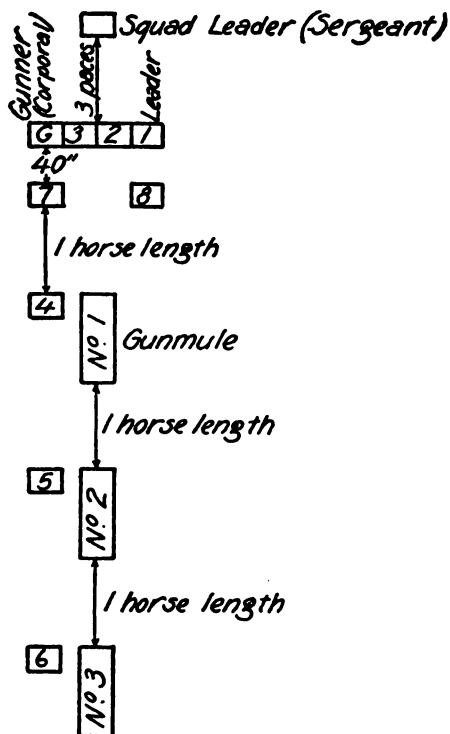 Squad Leader (Sergeant)
Gunner
(Corporal)
3 paces
Leader
G 3 2 1
40"
7 8
1 horse length
4
Nº 1
Gunmule
1 horse length
5
Nº 2
1 horse length
6
Nº 3